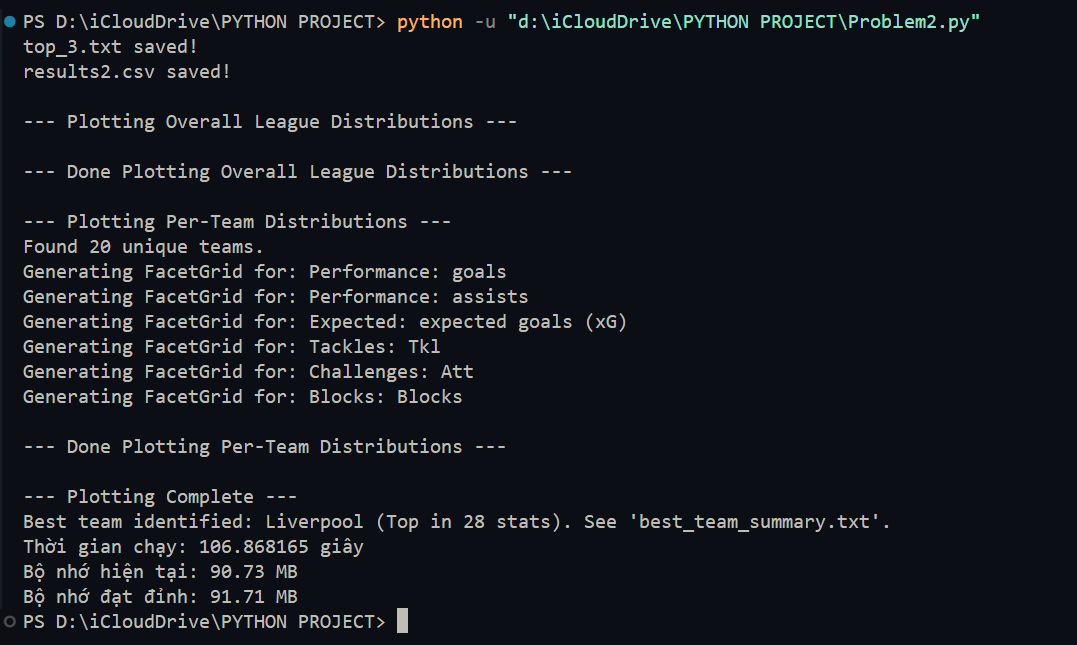 PS D:\iCloudDrive\PYTHON PROJECT> python -u "d:\iCloudDrive\PYTHON PROJECT\Problem2.py"
top_3.txt saved!
results2.csv saved!
--- Plotting Overall League Distributions ---
--- Done Plotting Overall League Distributions ---
--- Plotting Per-Team Distributions ---
Found 20 unique teams.
Generating FacetGrid for: Performance: goals
Generating FacetGrid for: Performance: assists
Generating FacetGrid for: Expected: expected goals (xG)
Generating FacetGrid for: Tackles: Tkl
Generating FacetGrid for: Challenges: Att
Generating FacetGrid for: Blocks: Blocks
--- Done Plotting Per-Team Distributions ---
--- Plotting Complete ---
Best team identified: Liverpool (Top in 28 stats). See 'best_team_summary.txt'.
Thời gian chạy: 106.868165 giây
Bộ nhớ hiện tại: 90.73 MB
Bộ nhớ đạt đỉnh: 91.71 MB
PS D:\iCloudDrive\PYTHON PROJECT>